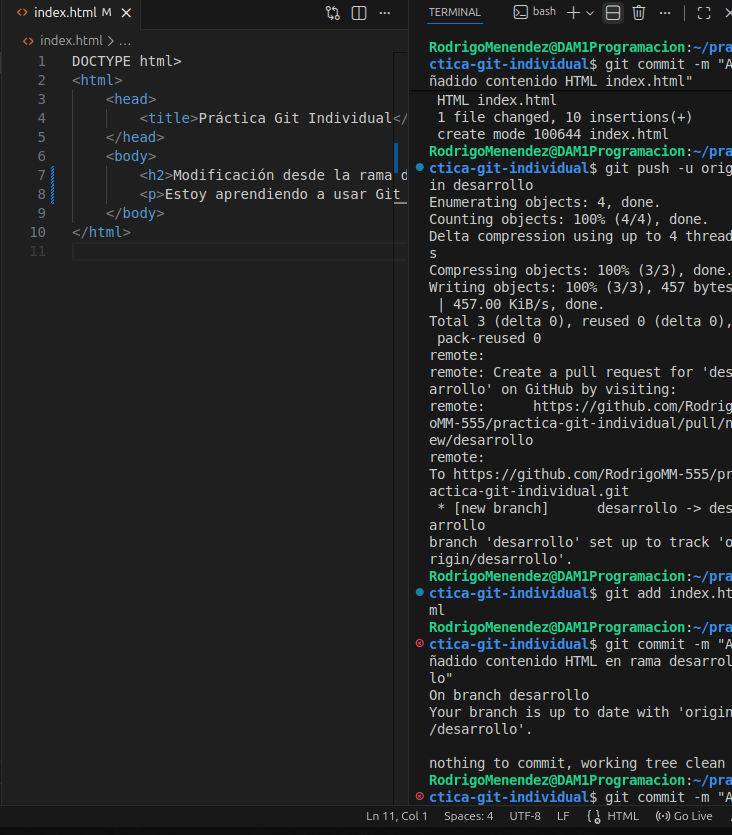 index.html M
TERMINAL
bash
index.html > ...
1 DOCTYPE html>
2 <html>
3 <head>
4 <title>Práctica Git Individual</
5 </head>
6 <body>
7 <h2>Modificación desde la rama d
8 <p>Estoy aprendiendo a usar Git
9 </body>
10 </html>
11
RodrigoMenendez@DAM1Programacion:~/pra
ctica-git-individual$ git commit -m "A
ñadido contenido HTML index.html"
HTML index.html
1 file changed, 10 insertions(+)
create mode 100644 index.html
RodrigoMenendez@DAM1Programacion:~/pra
ctica-git-individual$ git push -u orig
in desarrollo
Enumerating objects: 4, done.
Counting objects: 100% (4/4), done.
Delta compression using up to 4 thread
s
Compressing objects: 100% (3/3), done.
Writing objects: 100% (3/3), 457 bytes
| 457.00 KiB/s, done.
Total 3 (delta 0), reused 0 (delta 0),
pack-reused 0
remote:
remote: Create a pull request for 'des
arrollo' on GitHub by visiting:
remote: https://github.com/Rodrig
oMM-555/practica-git-individual/pull/n
ew/desarrollo
remote:
To https://github.com/RodrigoMM-555/pr
actica-git-individual.git
* [new branch] desarrollo -> des
arrollo
branch 'desarrollo' set up to track 'o
rigin/desarrollo'.
RodrigoMenendez@DAM1Programacion:~/pra
ctica-git-individual$ git add index.ht
ml
RodrigoMenendez@DAM1Programacion:~/pra
ctica-git-individual$ git commit -m "A
ñadido contenido HTML en rama desarrol
lo"
On branch desarrollo
Your branch is up to date with 'origin
/desarrollo'.
nothing to commit, working tree clean
RodrigoMenendez@DAM1Programacion:~/pra
ctica-git-individual$ git commit -m "A
Ln 11, Col 1 Spaces: 4 UTF-8 LF {} HTML Go Live